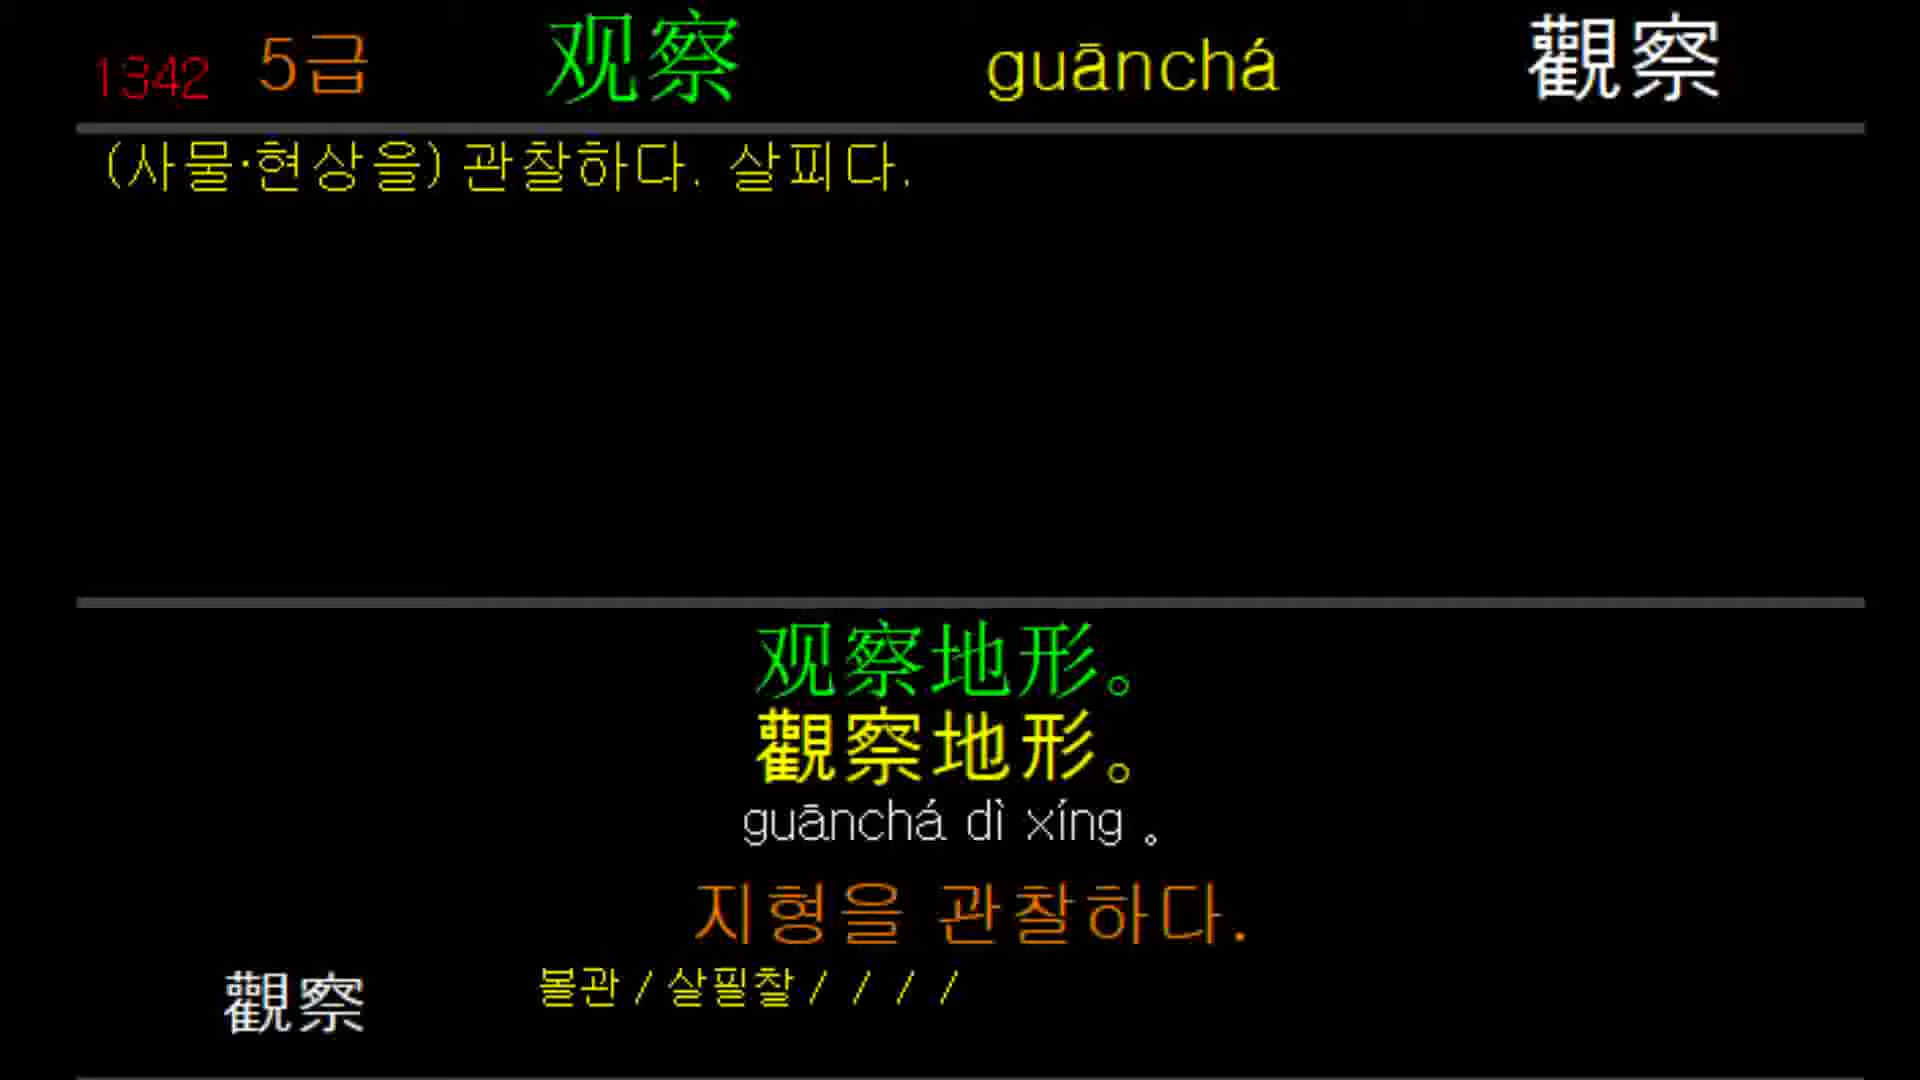 1342 5급 观察 guānchá 觀察
(사물·현상을) 관찰하다. 살피다.
观察地形。
觀察地形。
guānchá dì xíng 。
지형을 관찰하다.
觀察 볼관 / 살필찰 / / / /